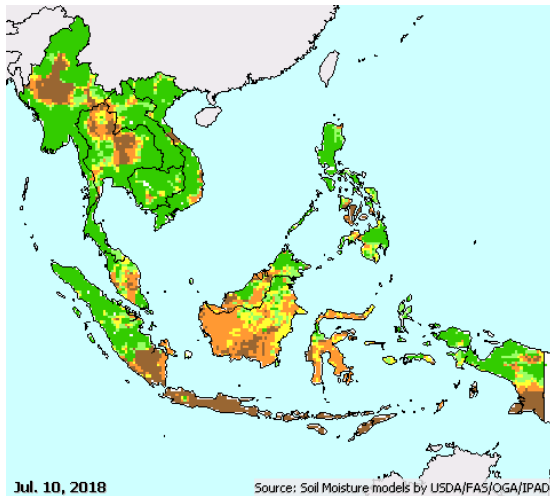 Jul. 10, 2018
Source: Soil Moisture models by USDA/FAS/OGA/IPAD